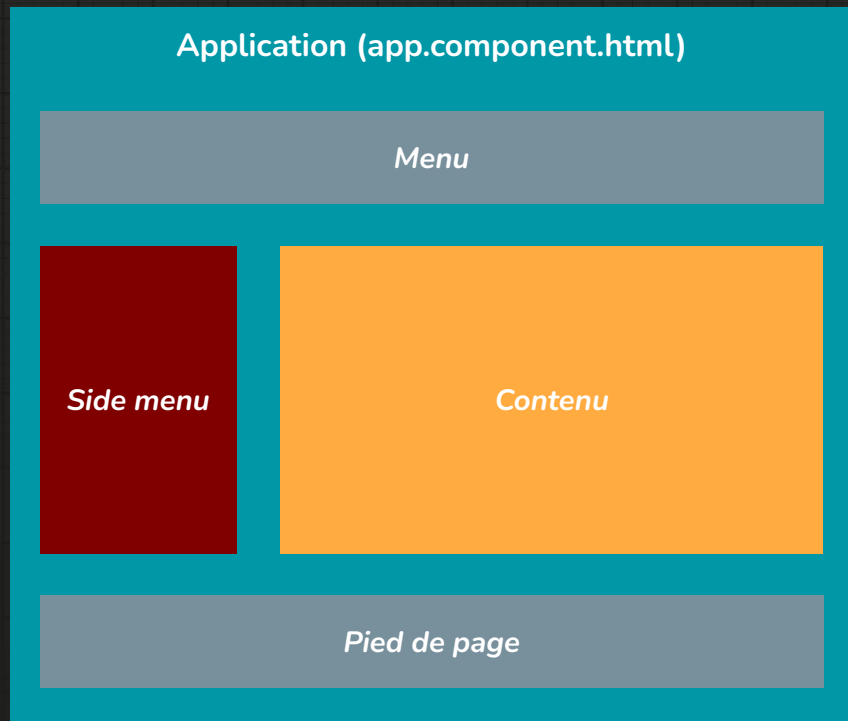 Application (app.component.html)
Menu
Side menu
Contenu
Pied de page